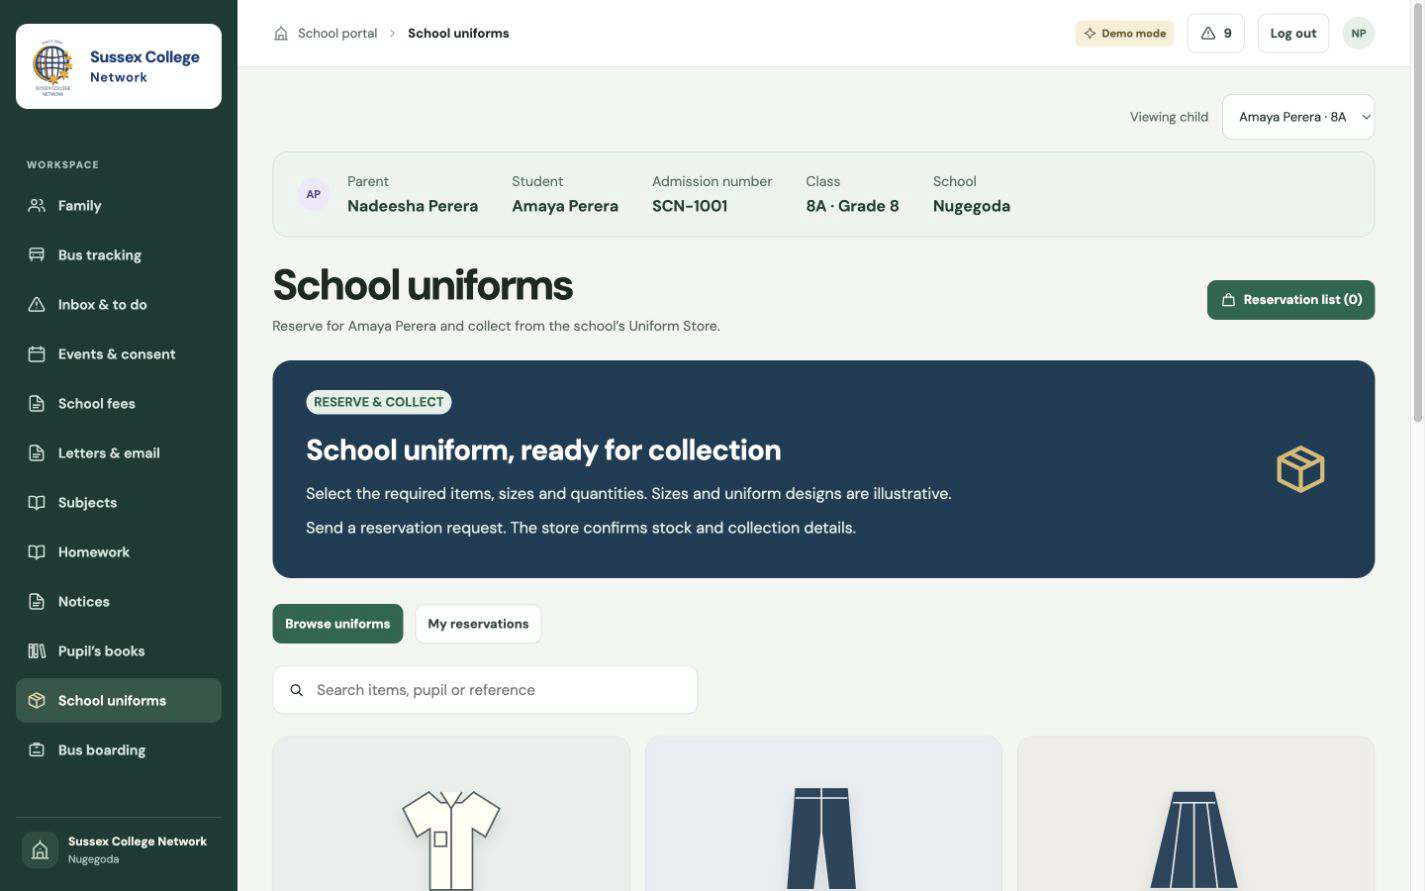 SUSSEX COLLEGE
NETWORK
Sussex College
Network
WORKSPACE
Family
Bus tracking
Inbox & to do
Events & consent
School fees
Letters & email
Subjects
Homework
Notices
Pupil’s books
School uniforms
Bus boarding
Sussex College Network
Nugegoda
School portal
School uniforms
Demo mode
9
Log out
NP
Viewing child
Amaya Perera · 8A
AP
Parent
Nadeesha Perera
Student
Amaya Perera
Admission number
SCN-1001
Class
8A · Grade 8
School
Nugegoda
School uniforms
Reserve for Amaya Perera and collect from the school’s Uniform Store.
Reservation list (0)
RESERVE & COLLECT
School uniform, ready for collection
Select the required items, sizes and quantities. Sizes and uniform designs are illustrative.
Send a reservation request. The store confirms stock and collection details.
Browse uniforms
My reservations
Search items, pupil or reference